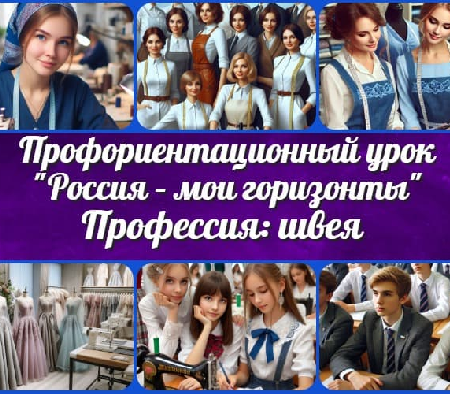 Профориентационный урок
"Россия – мои горизонты"
Профессия: швея